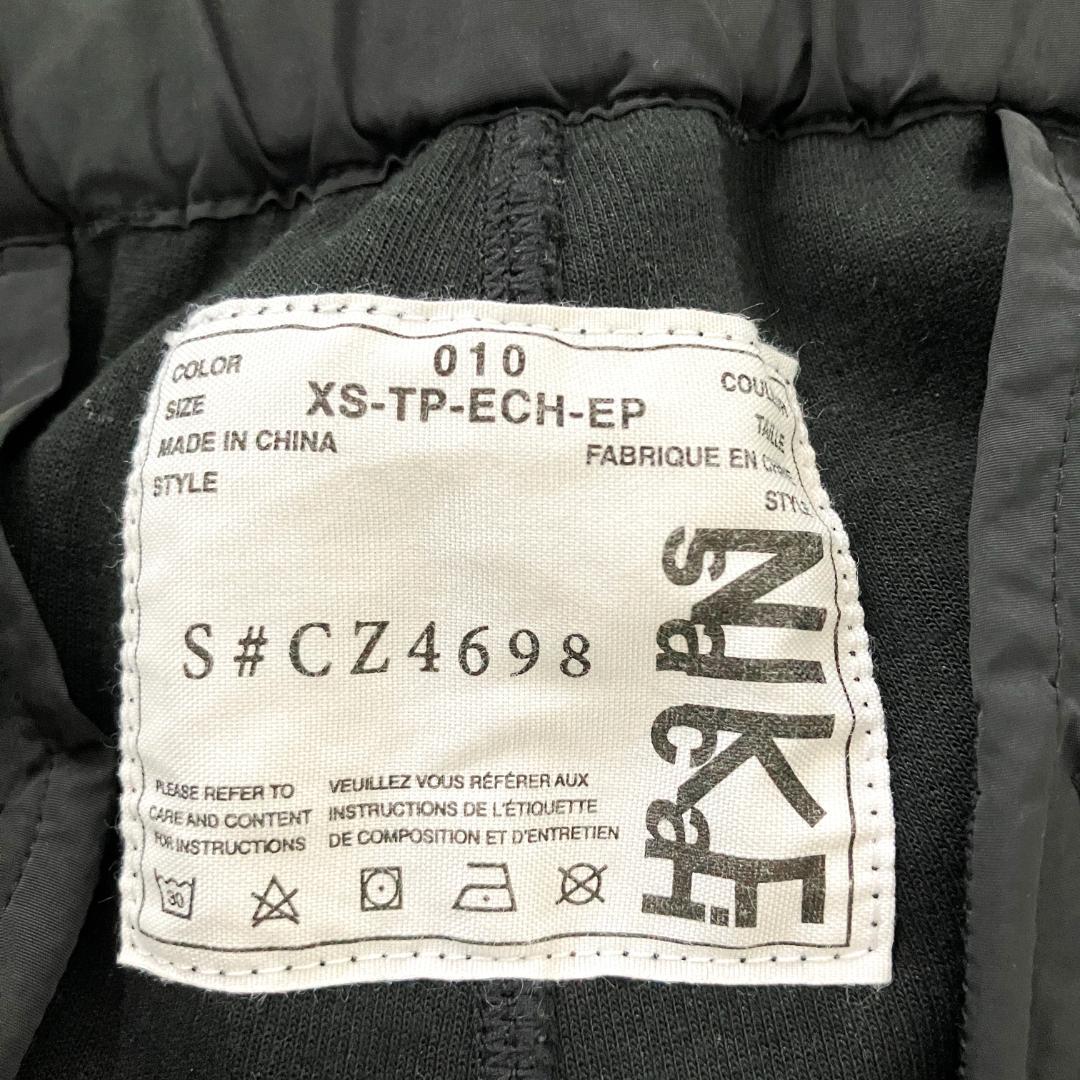 COLOR 010 COULEUR
SIZE XS-TP-ECH-EP TAILLE
MADE IN CHINA FABRIQUE EN CHINE
STYLE STYLE
S#CZ4698
NIKE
sacai
PLEASE REFER TO
CARE AND CONTENT
FOR INSTRUCTIONS
VEUILLEZ VOUS RÉFÉRER AUX
INSTRUCTIONS DE L'ÉTIQUETTE
DE COMPOSITION ET D'ENTRETIEN
30